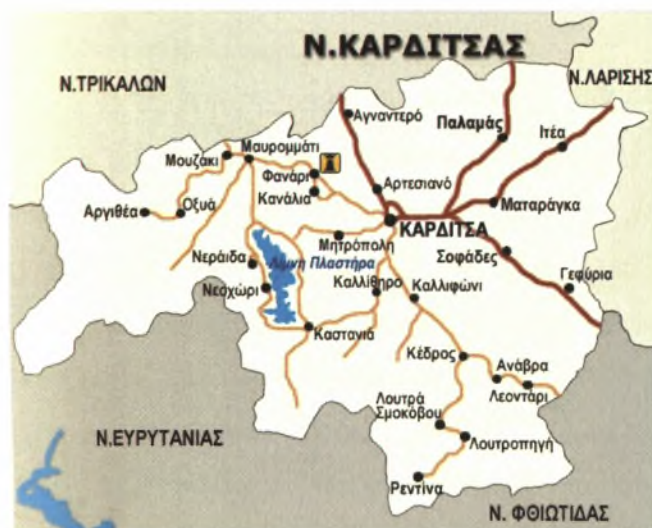 Ν.ΚΑΡΔΙΤΣΑΣ
Ν.ΤΡΙΚΑΛΩΝ
Ν.ΛΑΡΙΣΗΣ
Αγναντερό
Παλαμάς
Ιτέα
Μαυρομμάτι
Μουζάκι
Φανάρι
Κανάλια
Αρτεσιανό
Ματαράγκα
Αργιθέα
Οξυά
ΚΑΡΔΙΤΣΑ
Μητρόπολη
Σοφάδες
Νεράιδα
Λίμνη Πλαστήρα
Νεοχώρι
Καλλίθηρο
Καλλιφώνι
Γεφύρια
Καστανιά
Κέδρος
Ανάβρα
Λεοντάρι
Λουτρά
Σμοκόβου
Λουτροπηγή
Ν.ΕΥΡΥΤΑΝΙΑΣ
Ρεντίνα
Ν. ΦΘΙΩΤΙΔΑΣ